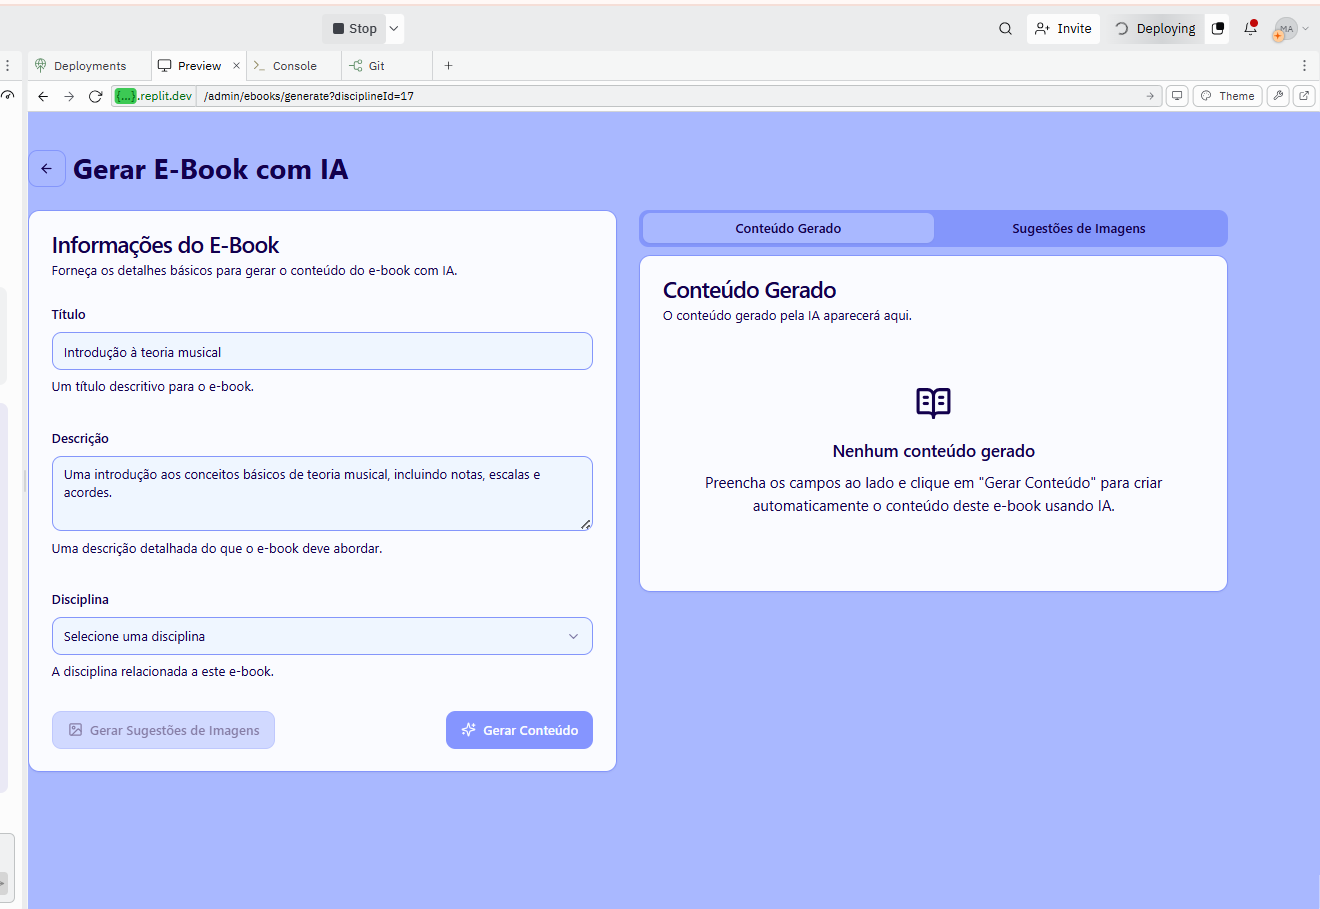 Stop
Invite
Deploying
MA
Deployments
Preview
Console
Git
{...}.replit.dev
/admin/ebooks/generate?disciplineId=17
Theme
Gerar E-Book com IA
Informações do E-Book
Forneça os detalhes básicos para gerar o conteúdo do e-book com IA.
Título
Introdução à teoria musical
Um título descritivo para o e-book.
Descrição
Uma introdução aos conceitos básicos de teoria musical, incluindo notas, escalas e
acordes.
Uma descrição detalhada do que o e-book deve abordar.
Disciplina
Selecione uma disciplina
A disciplina relacionada a este e-book.
Gerar Sugestões de Imagens
Gerar Conteúdo
Conteúdo Gerado
Sugestões de Imagens
Conteúdo Gerado
O conteúdo gerado pela IA aparecerá aqui.
Nenhum conteúdo gerado
Preencha os campos ao lado e clique em "Gerar Conteúdo" para criar
automaticamente o conteúdo deste e-book usando IA.